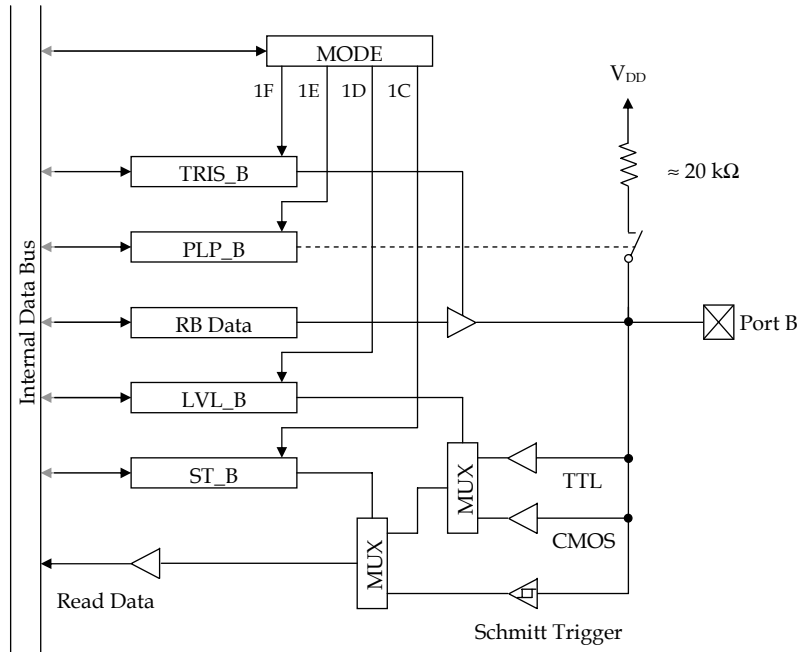 MODE
1F
1E
1D
1C
V_DD
TRIS_B
≈ 20 kΩ
PLP_B
Internal Data Bus
RB Data
Port B
LVL_B
ST_B
MUX
TTL
CMOS
MUX
Read Data
Schmitt Trigger